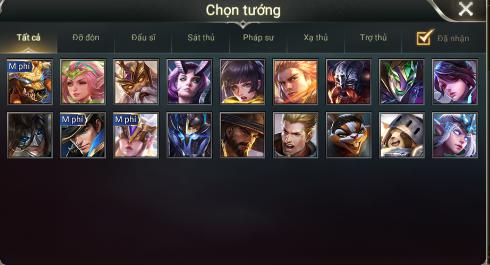 Chọn tướng
Tất cả Đỡ đòn Đấu sĩ Sát thủ Pháp sư Xạ thủ Trợ thủ Đã nhận
M phí
M phí M phí